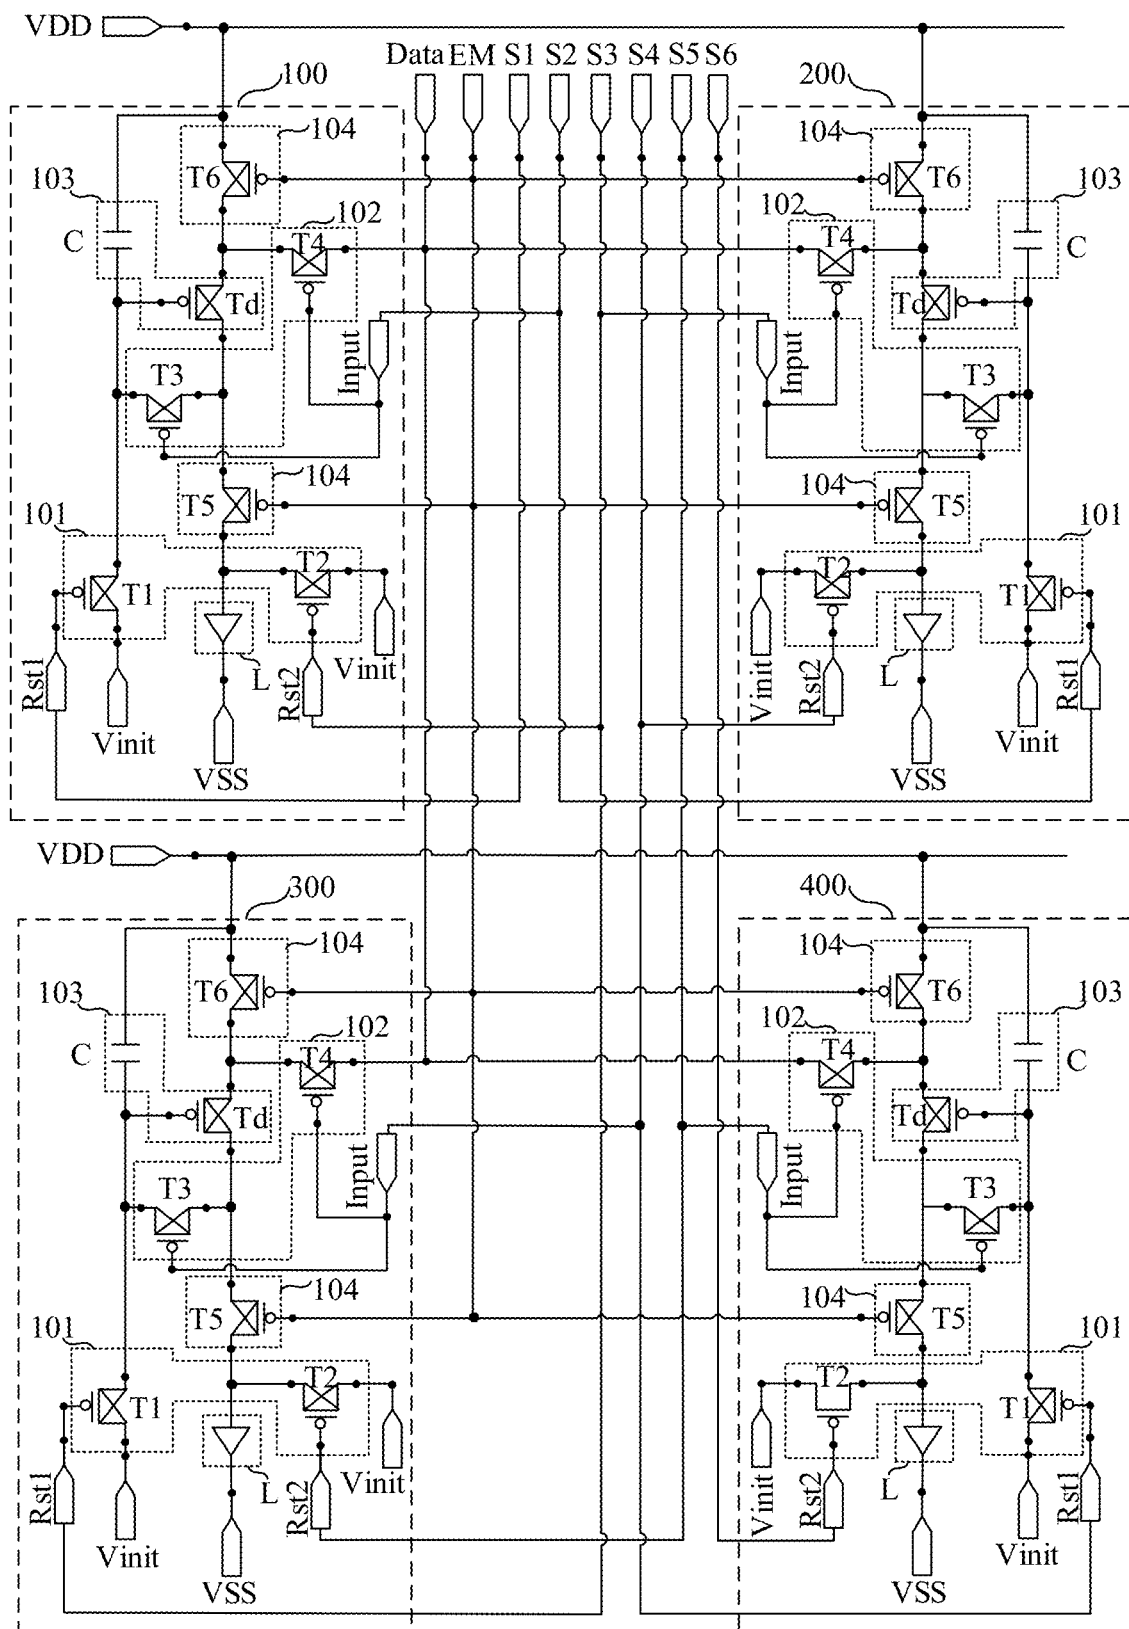 VDD
Data EM S1 S2 S3 S4 S5 S6
100 200
104 104
T6 T6
103 103
102 102
C T4 T4 C
Td Td
Input Input
T3 T3
104 104
T5 T5
101 101
T2 T2
T1 T1
Rst1 Vinit L Rst2 Vinit Vinit Rst2 L Vinit Rst1
VSS VSS
VDD
300 400
104 104
T6 T6
103 103
102 102
C T4 T4 C
Td Td
Input Input
T3 T3
104 104
T5 T5
101 101
T2 T2
T1 T1
Rst1 Vinit L Rst2 Vinit Vinit Rst2 L Vinit Rst1
VSS VSS